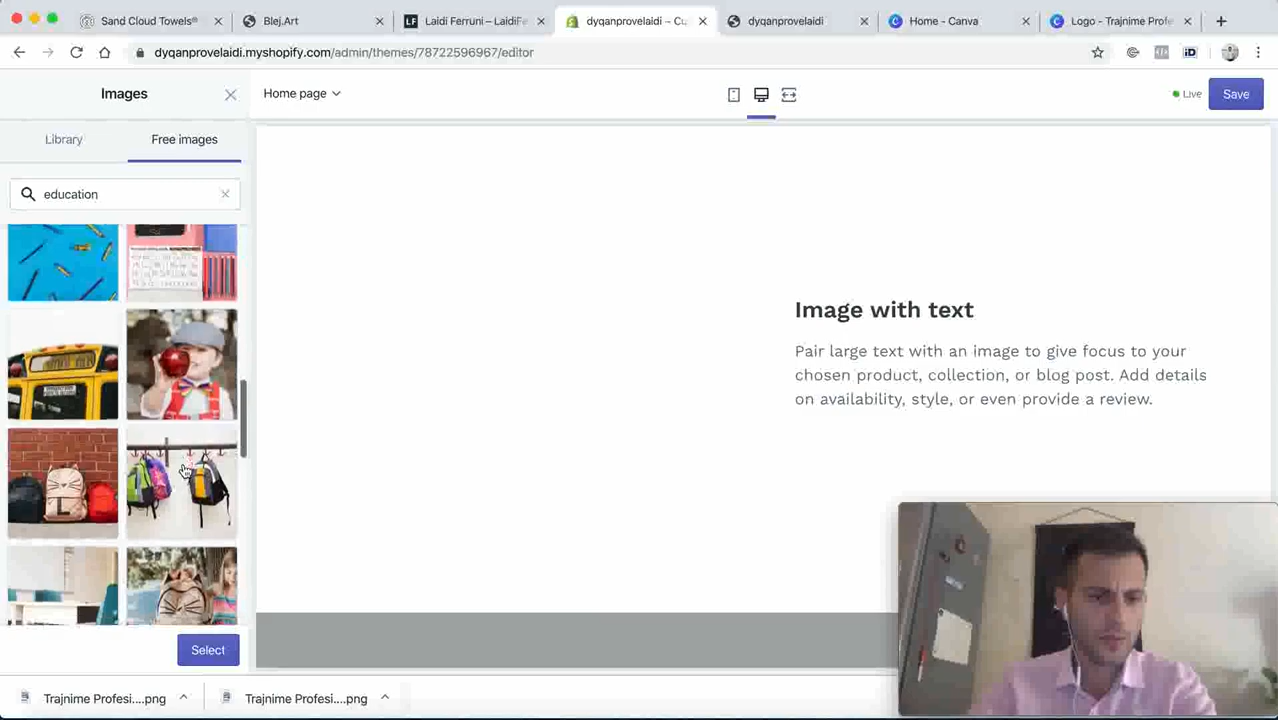 Sand Cloud Towels®
Blej.Art
Laidi Ferruni – LaidiFe
dyqanprovelaidi – Cu
dyqanprovelaidi
Home - Canva
Logo - Trajnime Profe
dyqanprovelaidi.myshopify.com/admin/themes/78722596967/editor
Images
Home page
Live
Save
Library
Free images
education
Image with text
Pair large text with an image to give focus to your
chosen product, collection, or blog post. Add details
on availability, style, or even provide a review.
Select
Trajnime Profesi....png
Trajnime Profesi....png